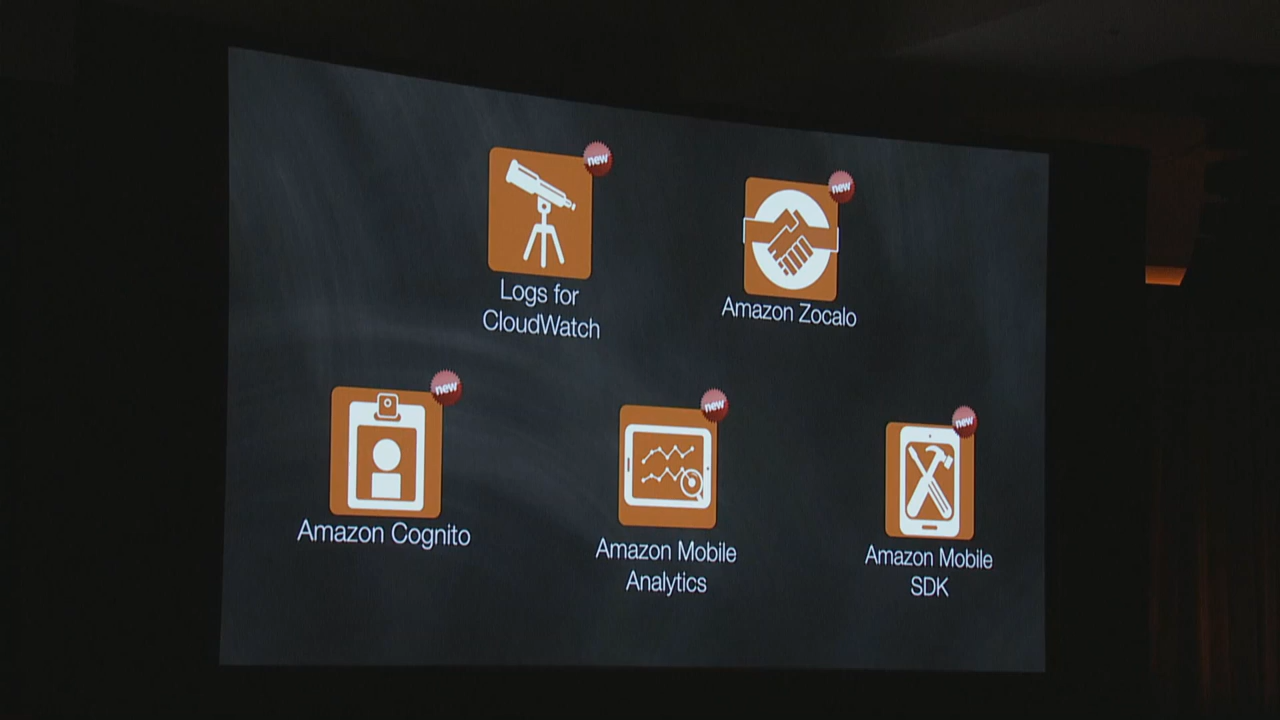 new
Logs for
CloudWatch
new
Amazon Zocalo
new
Amazon Cognito
new
Amazon Mobile
Analytics
new
Amazon Mobile
SDK